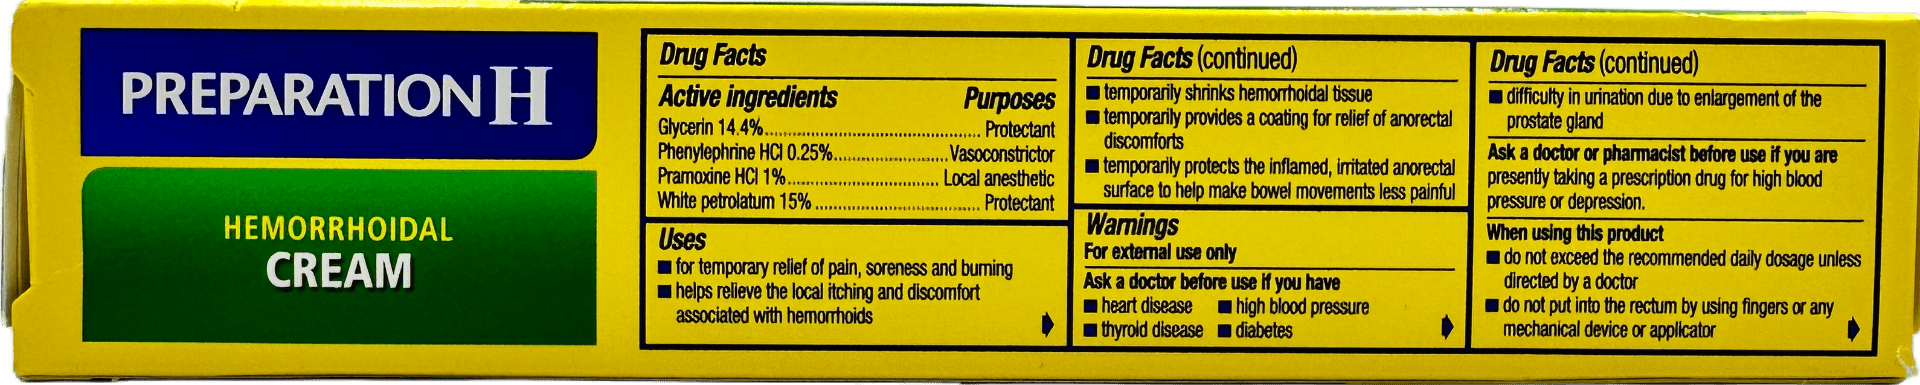 PREPARATION H
HEMORRHOIDAL
CREAM
Drug Facts
Active ingredients Purposes
Glycerin 14.4%.......................................... Protectant
Phenylephrine HCl 0.25%......................Vasoconstrictor
Pramoxine HCl 1%............................. Local anesthetic
White petrolatum 15% ................................ Protectant
Uses
■ for temporary relief of pain, soreness and burning
■ helps relieve the local itching and discomfort
associated with hemorrhoids
Drug Facts (continued)
■ temporarily shrinks hemorrhoidal tissue
■ temporarily provides a coating for relief of anorectal
discomforts
■ temporarily protects the inflamed, irritated anorectal
surface to help make bowel movements less painful
Warnings
For external use only
Ask a doctor before use if you have
■ heart disease ■ high blood pressure
■ thyroid disease ■ diabetes
Drug Facts (continued)
■ difficulty in urination due to enlargement of the
prostate gland
Ask a doctor or pharmacist before use if you are
presently taking a prescription drug for high blood
pressure or depression.
When using this product
■ do not exceed the recommended daily dosage unless
directed by a doctor
■ do not put into the rectum by using fingers or any
mechanical device or applicator